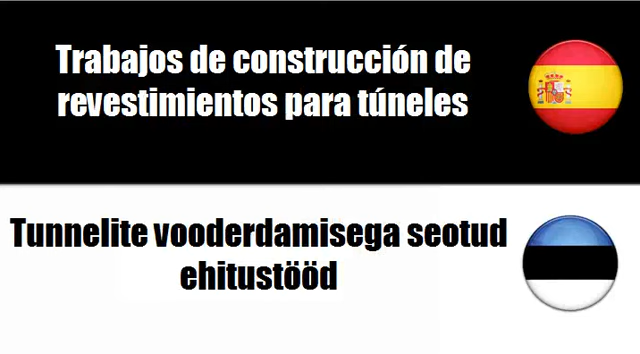 Trabajos de construcción de
revestimientos para túneles
Tunnelite vooderdamisega seotud
ehitustööd